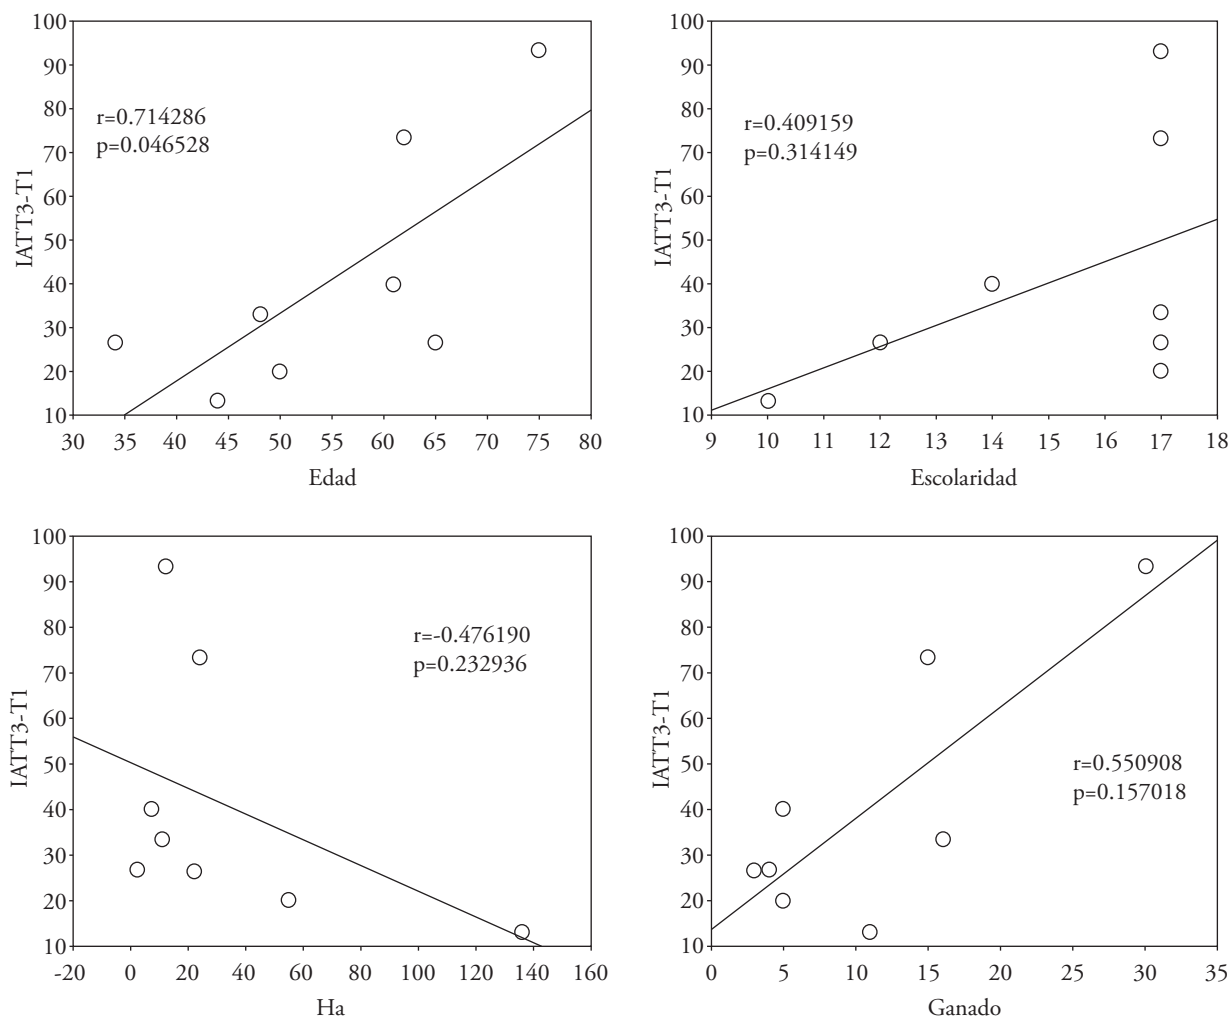 100
90
80
70
60
50
40
30
20
10
IATT3-T1
r=0.714286
p=0.046528
30 35 40 45 50 55 60 65 70 75 80
Edad
100
90
80
70
60
50
40
30
20
10
IATT3-T1
r=0.409159
p=0.314149
9 10 11 12 13 14 15 16 17 18
Escolaridad
100
90
80
70
60
50
40
30
20
10
IATT3-T1
r=-0.476190
p=0.232936
-20 0 20 40 60 80 100 120 140 160
Ha
100
90
80
70
60
50
40
30
20
10
IATT3-T1
r=0.550908
p=0.157018
0 5 10 15 20 25 30 35
Ganado